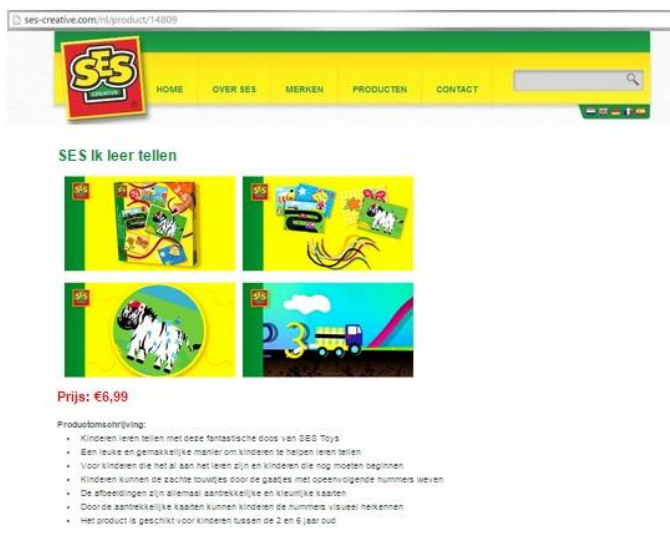 ses-creative.com/nl/product/14809
SES
CREATIVE
HOME
OVER SES
MERKEN
PRODUCTEN
CONTACT
SES Ik leer tellen
SES
SES
SES
SES
SES
3
Prijs: €6,99
Productomschrijving:
Kinderen leren tellen met deze fantastische doos van SES Toys
Een leuke en gemakkelijke manier om kinderen te helpen leren tellen
Voor kinderen die het al aan het leren zijn en kinderen die nog moeten beginnen
Kinderen kunnen de zachte touwtjes door de gaatjes met opeenvolgende nummers weven
De afbeeldingen zijn allemaal aantrekkelijke en kleurrijke kaarten
Door de aantrekkelijke kaarten kunnen kinderen de nummers visueel herkennen
Het product is geschikt voor kinderen tussen de 2 en 6 jaar oud